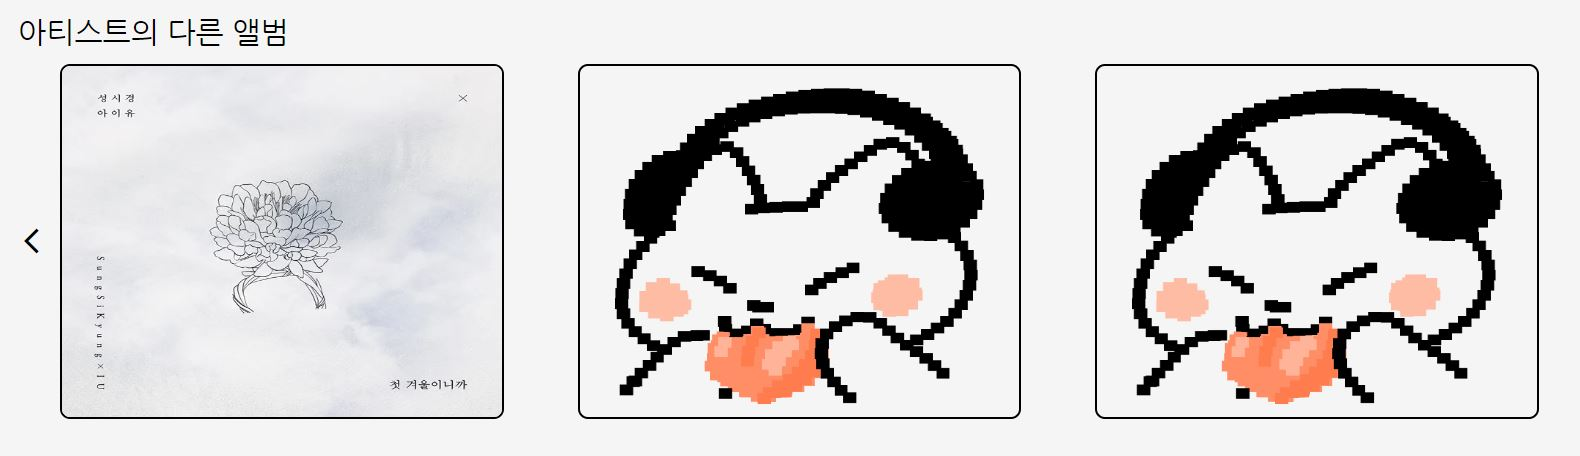 아티스트의 다른 앨범
성시경
아이유
×
SungSiKyung×IU
첫 겨울이니까